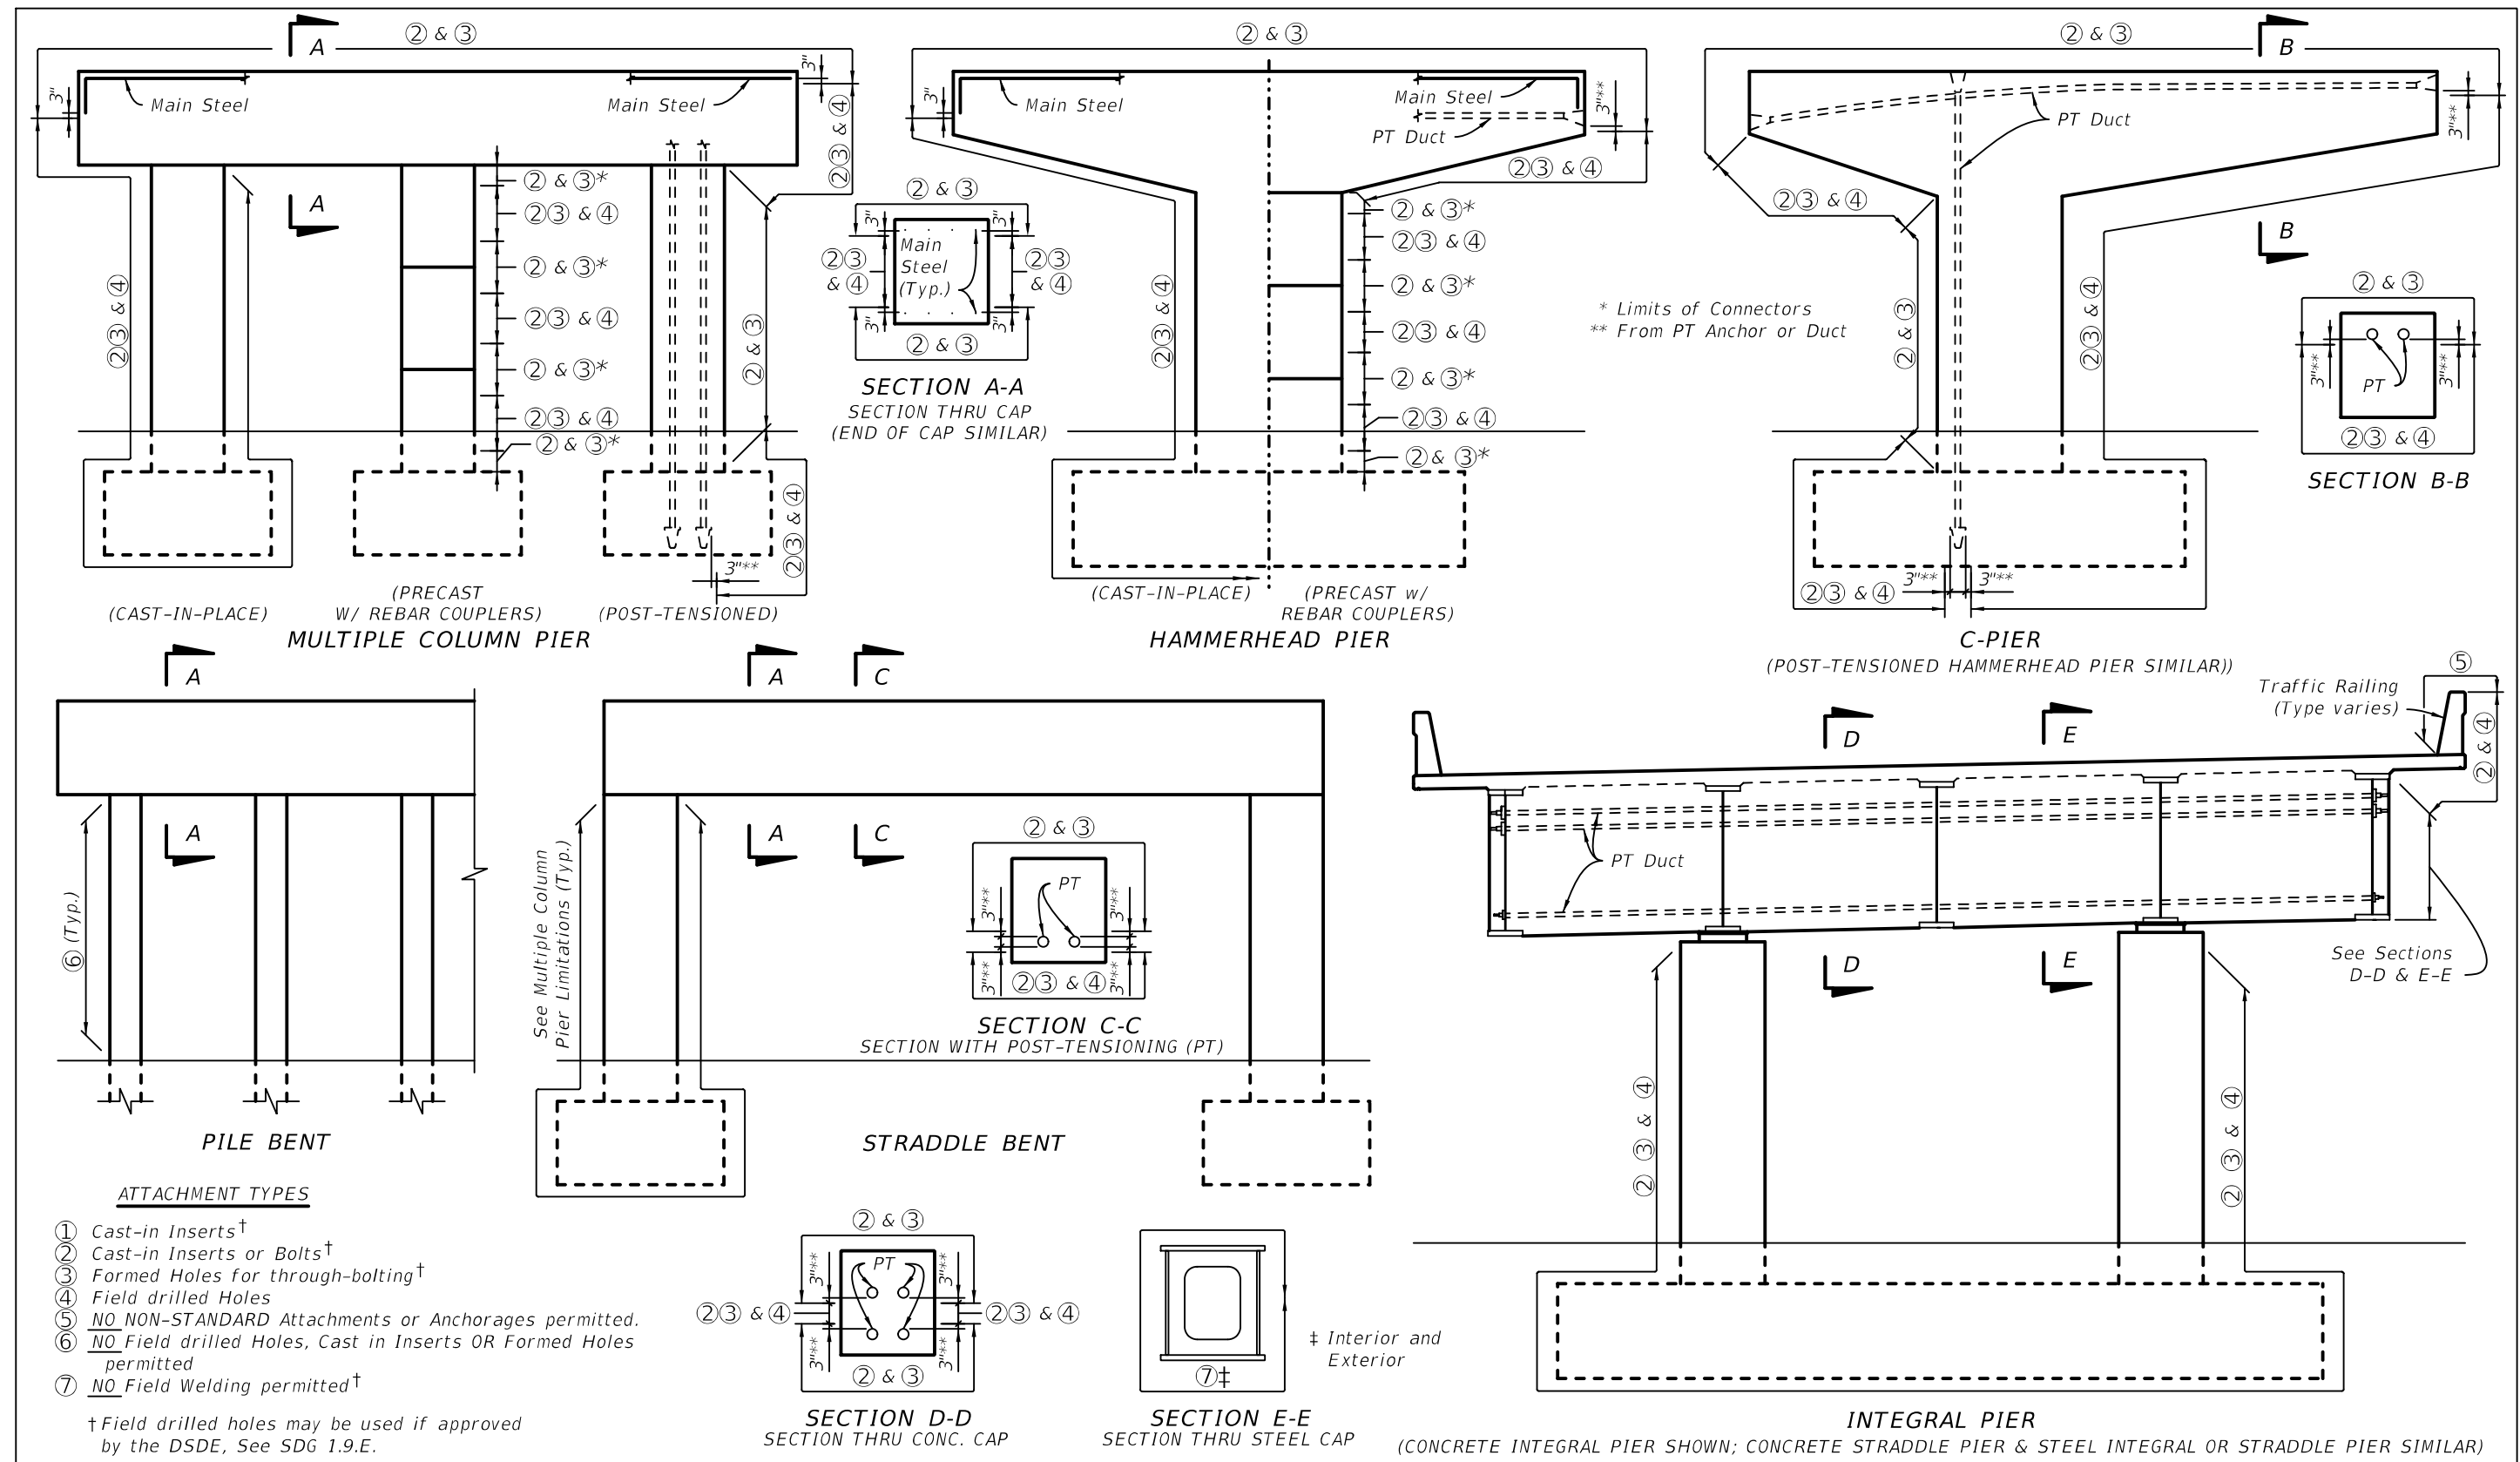 A
② & ③
3"
3"
Main Steel
Main Steel
②③ & ④
② & ③*
②③ & ④
② & ③*
②③ & ④
② & ③*
②③ & ④
② & ③*
A
②③ & ④
② & ③
②③ & ④
3"**
(CAST-IN-PLACE)
(PRECAST
W/ REBAR COUPLERS)
(POST-TENSIONED)
MULTIPLE COLUMN PIER
② & ③
3" 3"
Main
Steel
(Typ.)
②③
& ④
②③
& ④
3" 3"
② & ③
SECTION A-A
SECTION THRU CAP
(END OF CAP SIMILAR)
② & ③
3"
Main Steel
Main Steel
PT Duct
3"**
②③ & ④
② & ③*
②③ & ④
② & ③*
②③ & ④
② & ③*
②③ & ④
② & ③*
②③ & ④
(CAST-IN-PLACE)
(PRECAST w/
REBAR COUPLERS)
HAMMERHEAD PIER
* Limits of Connectors
** From PT Anchor or Duct
② & ③
B
PT Duct
3"**
②③ & ④
B
② & ③
②③ & ④
②③ & ④
3"** 3"**
C-PIER
(POST-TENSIONED HAMMERHEAD PIER SIMILAR))
② & ③
3"** 3"**
PT
②③ & ④
SECTION B-B
A
A
⑥ (Typ.)
PILE BENT
A C
A C
See Multiple Column
Pier Limitations (Typ.)
② & ③
PT
3"** 3"**
3"** 3"**
②③ & ④
SECTION C-C
SECTION WITH POST-TENSIONING (PT)
STRADDLE BENT
⑤
Traffic Railing
(Type varies)
② & ④
D E
PT Duct
D E
See Sections
D-D & E-E
② ③ & ④
② ③ & ④
INTEGRAL PIER
(CONCRETE INTEGRAL PIER SHOWN; CONCRETE STRADDLE PIER & STEEL INTEGRAL OR STRADDLE PIER SIMILAR)
ATTACHMENT TYPES
① Cast-in Inserts†
② Cast-in Inserts or Bolts†
③ Formed Holes for through-bolting†
④ Field drilled Holes
⑤ NO NON-STANDARD Attachments or Anchorages permitted.
⑥ NO Field drilled Holes, Cast in Inserts OR Formed Holes
permitted
⑦ NO Field Welding permitted†
† Field drilled holes may be used if approved
by the DSDE, See SDG 1.9.E.
② & ③
PT
3"** 3"**
②③ & ④
②③ & ④
3"** 3"**
② & ③
SECTION D-D
SECTION THRU CONC. CAP
⑦‡
SECTION E-E
SECTION THRU STEEL CAP
‡ Interior and
Exterior